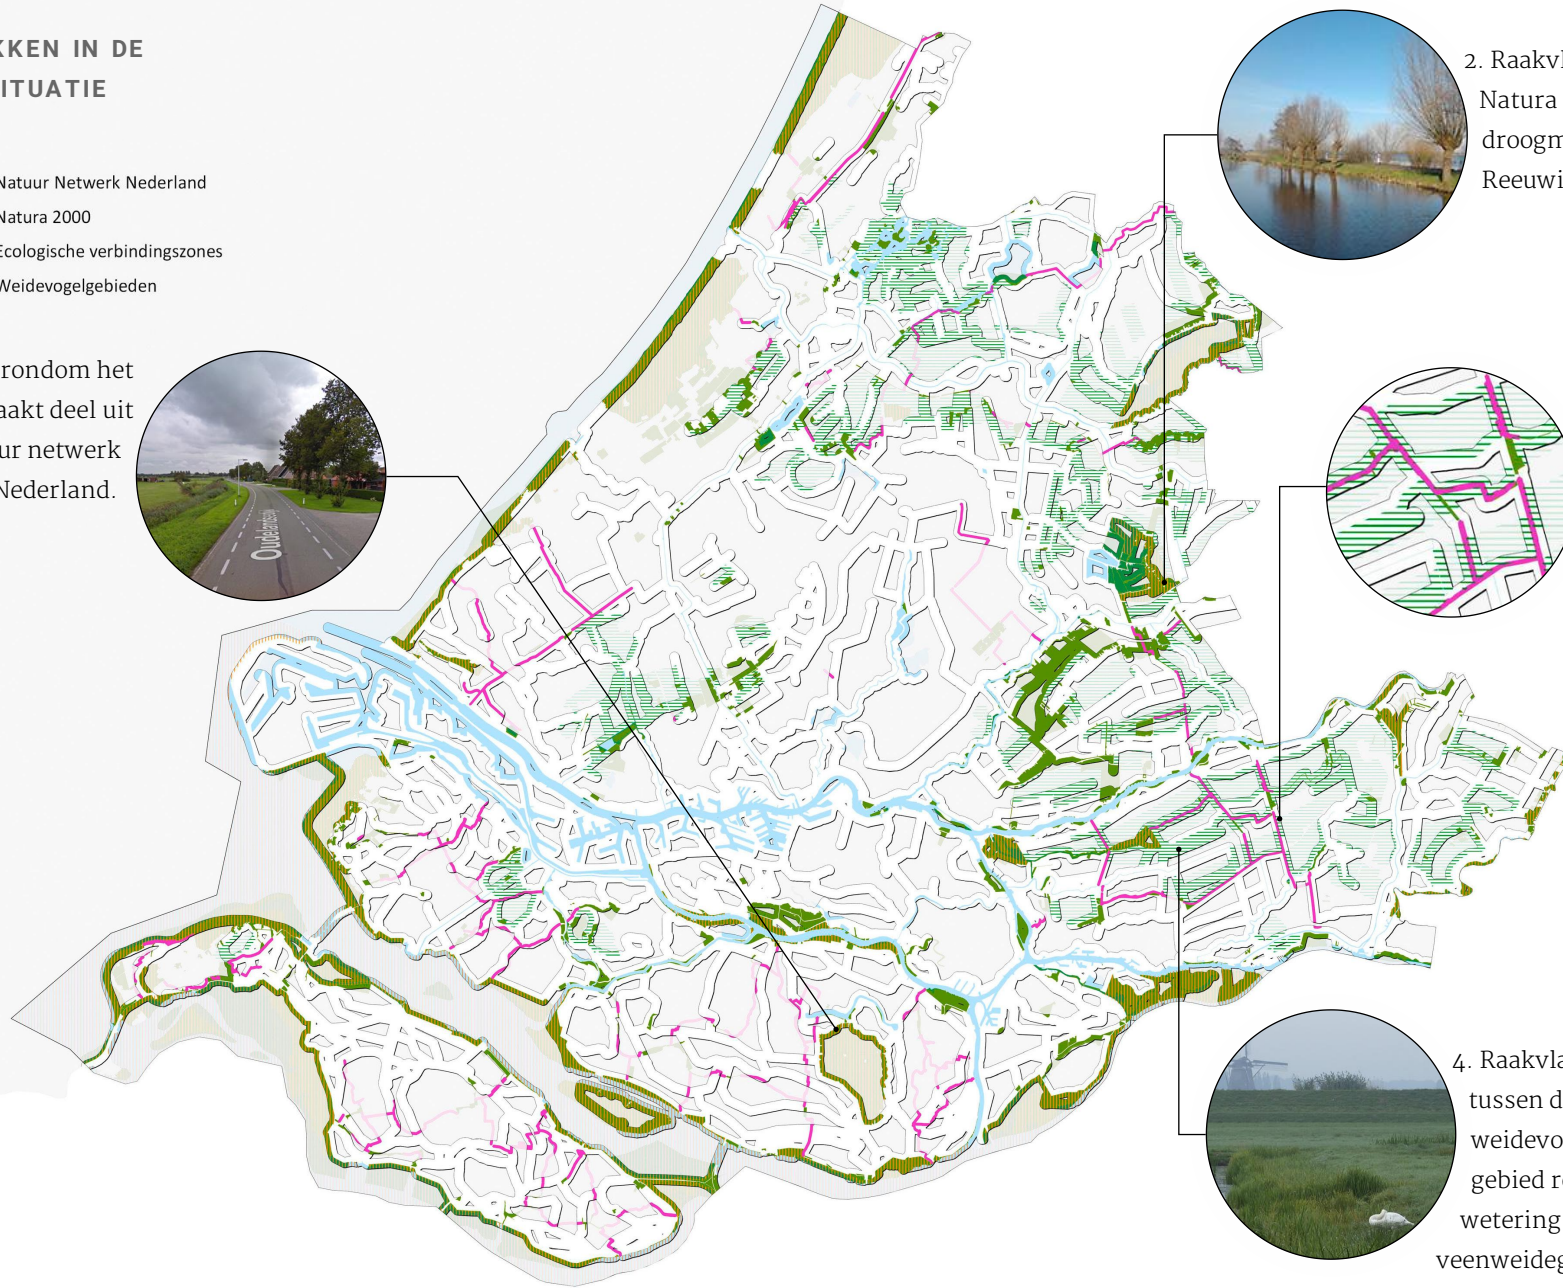 KKEN IN DE
ITUATIE
Natuur Netwerk Nederland
Natura 2000
Ecologische verbindingszones
Weidevogelgebieden
rondom het
aakt deel uit
ur netwerk
Nederland.
Oudelandsedijk
2. Raakvl
Natura
droogm
Reeuwi
4. Raakvla
tussen d
weidevo
gebied r
wetering
veenweideg